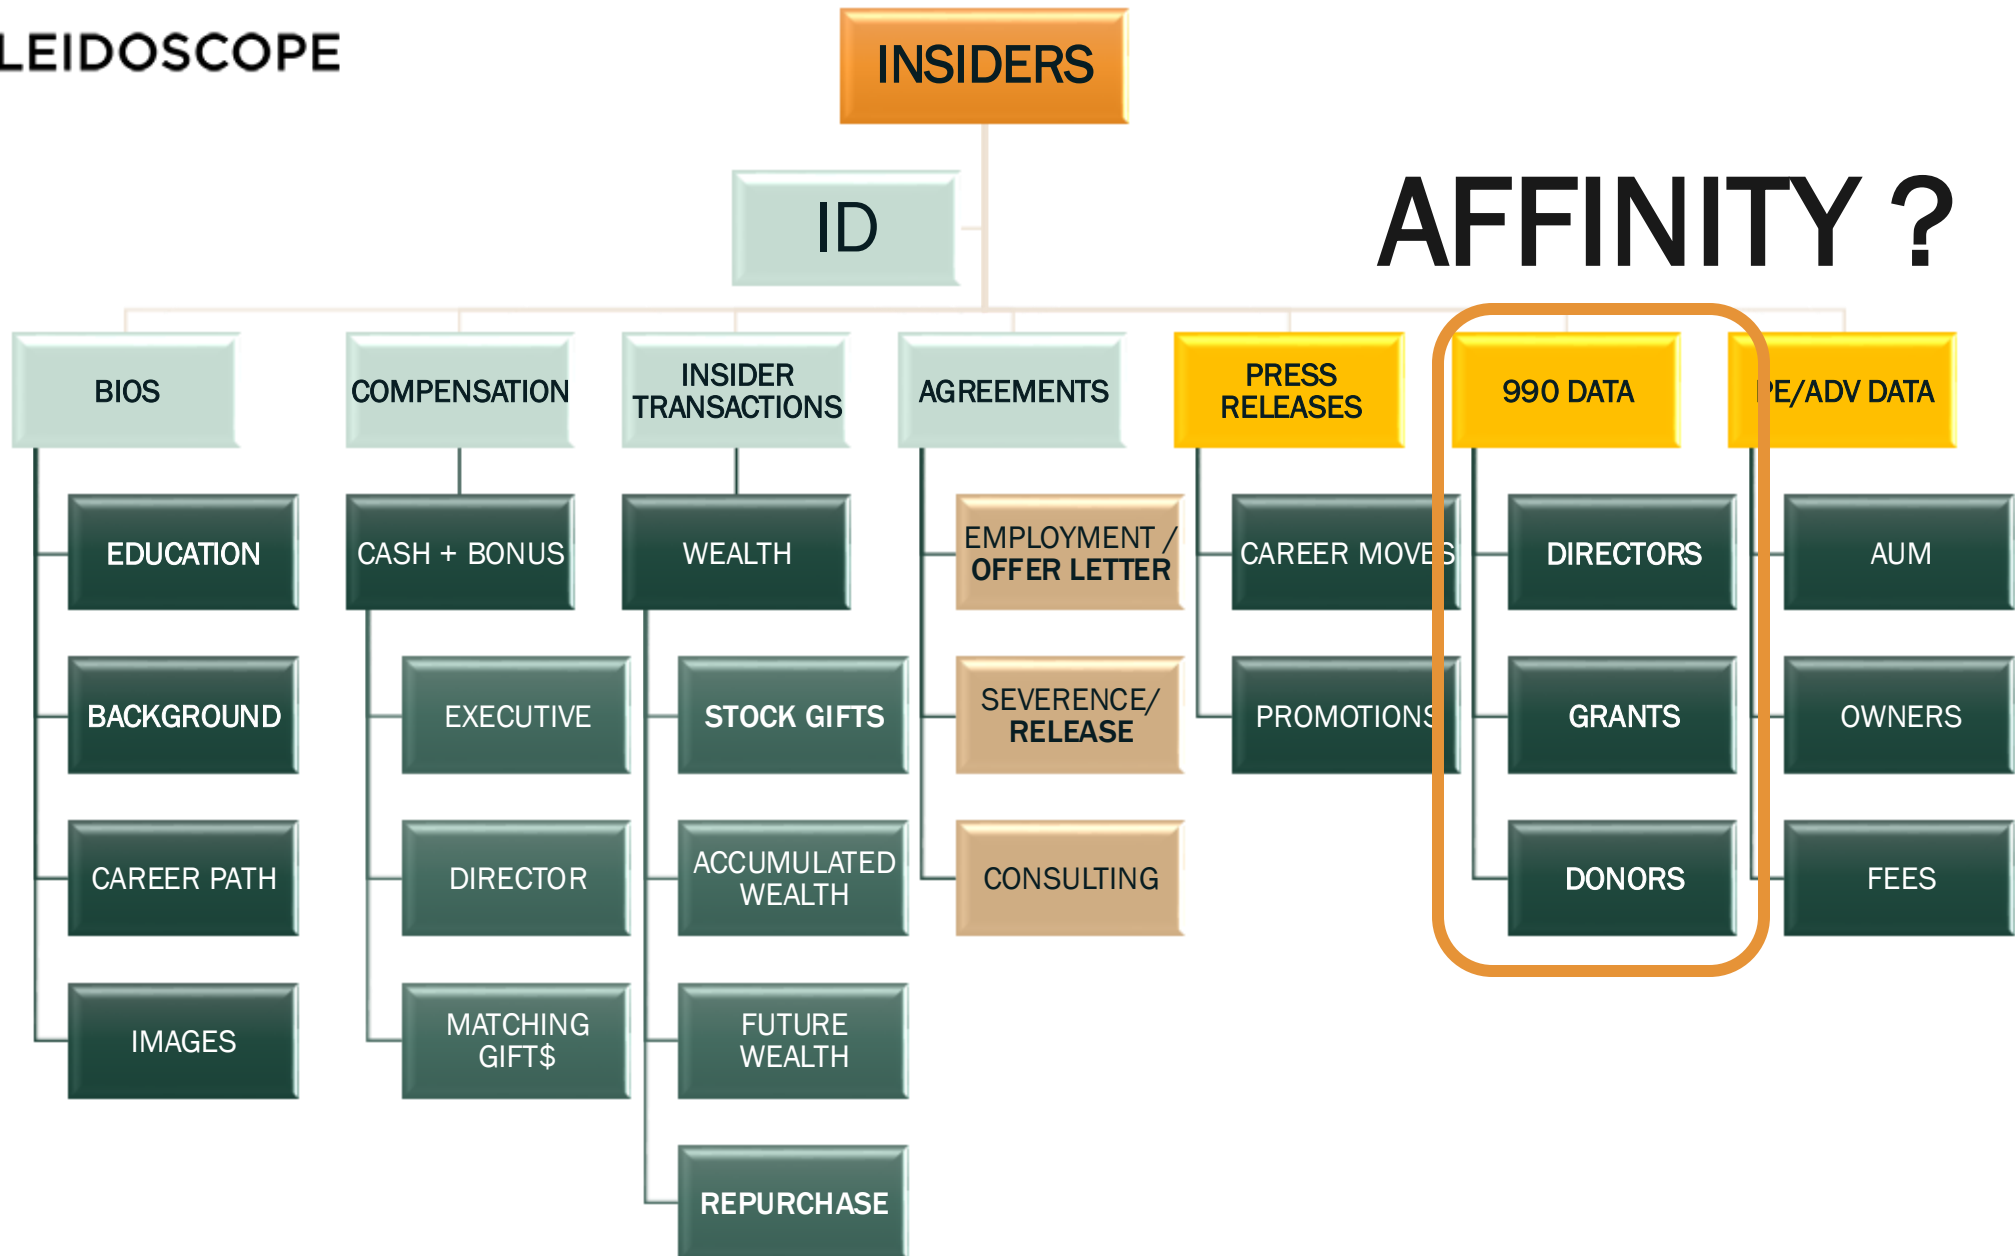 LEIDOSCOPE
INSIDERS
ID
AFFINITY ?
BIOS
COMPENSATION
INSIDER
TRANSACTIONS
AGREEMENTS
PRESS
RELEASES
990 DATA
PE/ADV DATA
EDUCATION
BACKGROUND
CAREER PATH
IMAGES
CASH + BONUS
EXECUTIVE
DIRECTOR
MATCHING
GIFT$
WEALTH
STOCK GIFTS
ACCUMULATED
WEALTH
FUTURE
WEALTH
REPURCHASE
EMPLOYMENT /
OFFER LETTER
SEVERENCE/
RELEASE
CONSULTING
CAREER MOVES
PROMOTIONS
DIRECTORS
GRANTS
DONORS
AUM
OWNERS
FEES